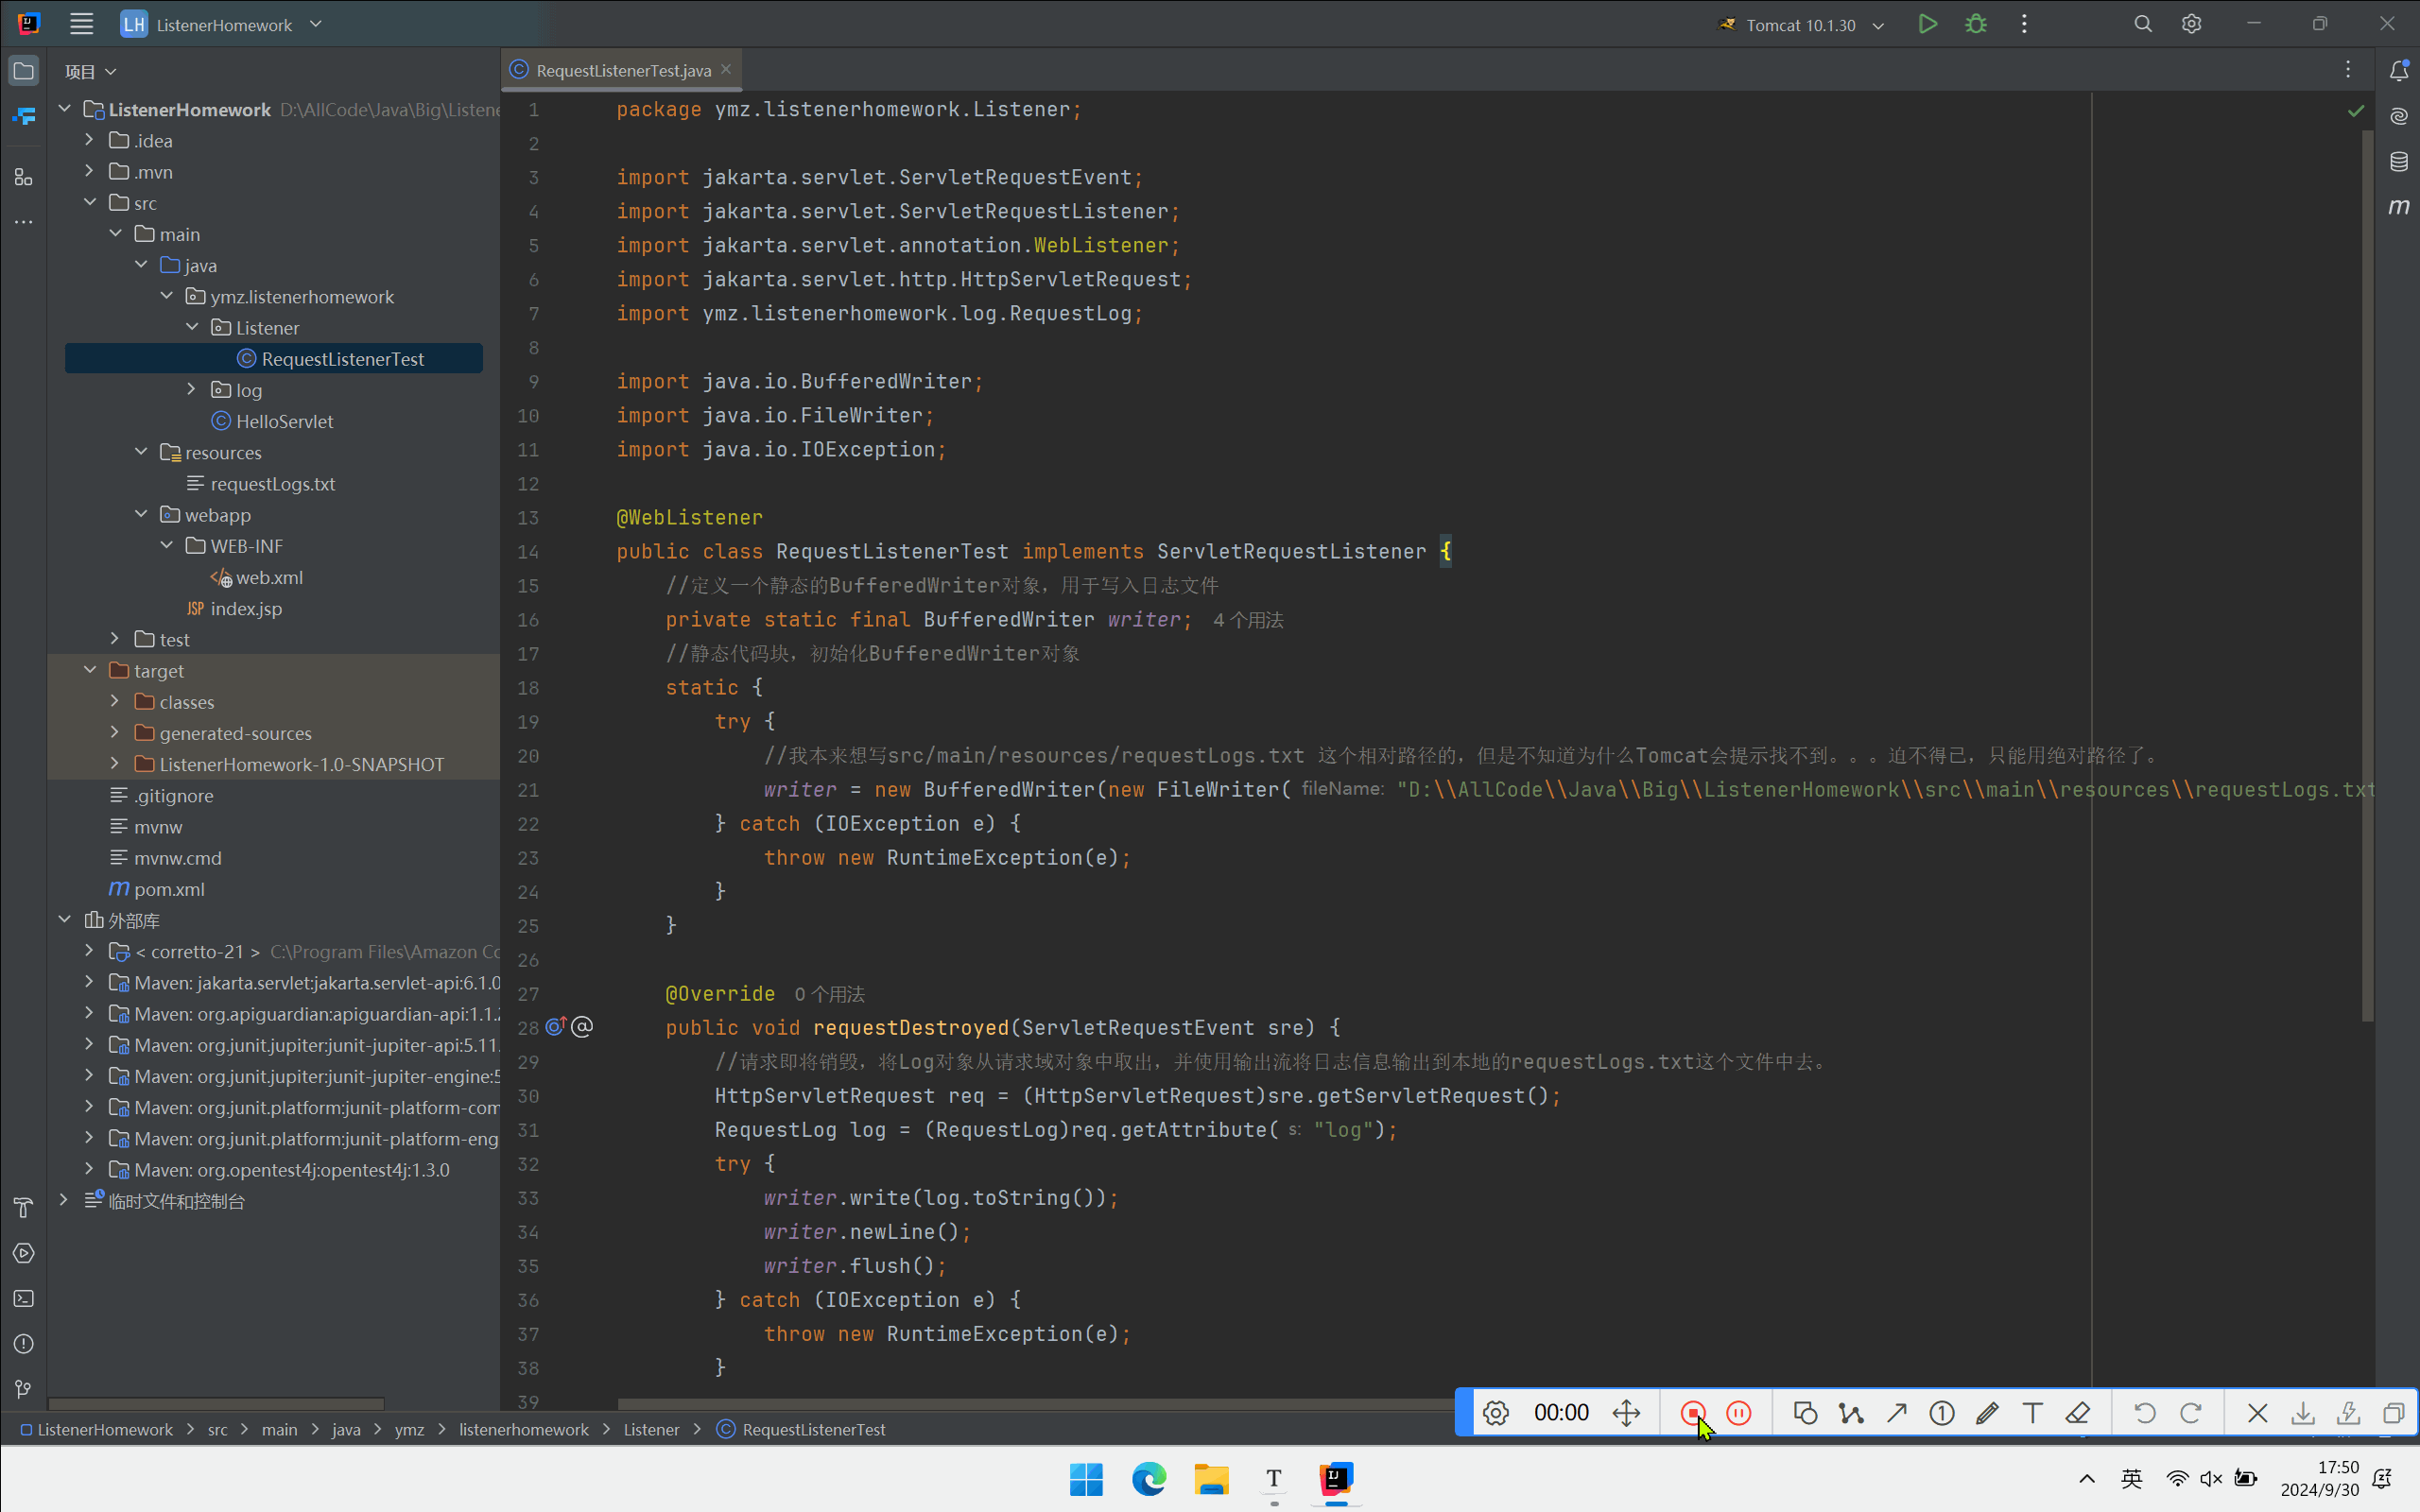 LH ListenerHomework
Tomcat 10.1.30
项目
RequestListenerTest.java
ListenerHomework D:\AllCode\Java\Big\Listene
.idea
.mvn
src
main
java
ymz.listenerhomework
Listener
RequestListenerTest
log
HelloServlet
resources
requestLogs.txt
webapp
WEB-INF
web.xml
JSP index.jsp
test
target
classes
generated-sources
ListenerHomework-1.0-SNAPSHOT
.gitignore
mvnw
mvnw.cmd
m pom.xml
外部库
< corretto-21 > C:\Program Files\Amazon Co
Maven: jakarta.servlet:jakarta.servlet-api:6.1.0
Maven: org.apiguardian:apiguardian-api:1.1.2
Maven: org.junit.jupiter:junit-jupiter-api:5.11.
Maven: org.junit.jupiter:junit-jupiter-engine:5
Maven: org.junit.platform:junit-platform-com
Maven: org.junit.platform:junit-platform-eng
Maven: org.opentest4j:opentest4j:1.3.0
临时文件和控制台
1 package ymz.listenerhomework.Listener;
2
3 import jakarta.servlet.ServletRequestEvent;
4 import jakarta.servlet.ServletRequestListener;
5 import jakarta.servlet.annotation.WebListener;
6 import jakarta.servlet.http.HttpServletRequest;
7 import ymz.listenerhomework.log.RequestLog;
8
9 import java.io.BufferedWriter;
10 import java.io.FileWriter;
11 import java.io.IOException;
12
13 @WebListener
14 public class RequestListenerTest implements ServletRequestListener {
15 //定义一个静态的BufferedWriter对象，用于写入日志文件
16 private static final BufferedWriter writer; 4 个用法
17 //静态代码块，初始化BufferedWriter对象
18 static {
19 try {
20 //我本来想写src/main/resources/requestLogs.txt 这个相对路径的，但是不知道为什么Tomcat会提示找不到。。。迫不得已，只能用绝对路径了。
21 writer = new BufferedWriter(new FileWriter( fileName: "D:\\AllCode\\Java\\Big\\ListenerHomework\\src\\main\\resources\\requestLogs.txt
22 } catch (IOException e) {
23 throw new RuntimeException(e);
24 }
25 }
26
27 @Override 0 个用法
28 public void requestDestroyed(ServletRequestEvent sre) {
29 //请求即将销毁，将Log对象从请求域对象中取出，并使用输出流将日志信息输出到本地的requestLogs.txt这个文件中去。
30 HttpServletRequest req = (HttpServletRequest)sre.getServletRequest();
31 RequestLog log = (RequestLog)req.getAttribute( s: "log");
32 try {
33 writer.write(log.toString());
34 writer.newLine();
35 writer.flush();
36 } catch (IOException e) {
37 throw new RuntimeException(e);
38 }
39
m
00:00
ListenerHomework > src > main > java > ymz > listenerhomework > Listener > RequestListenerTest
英
17:50
2024/9/30